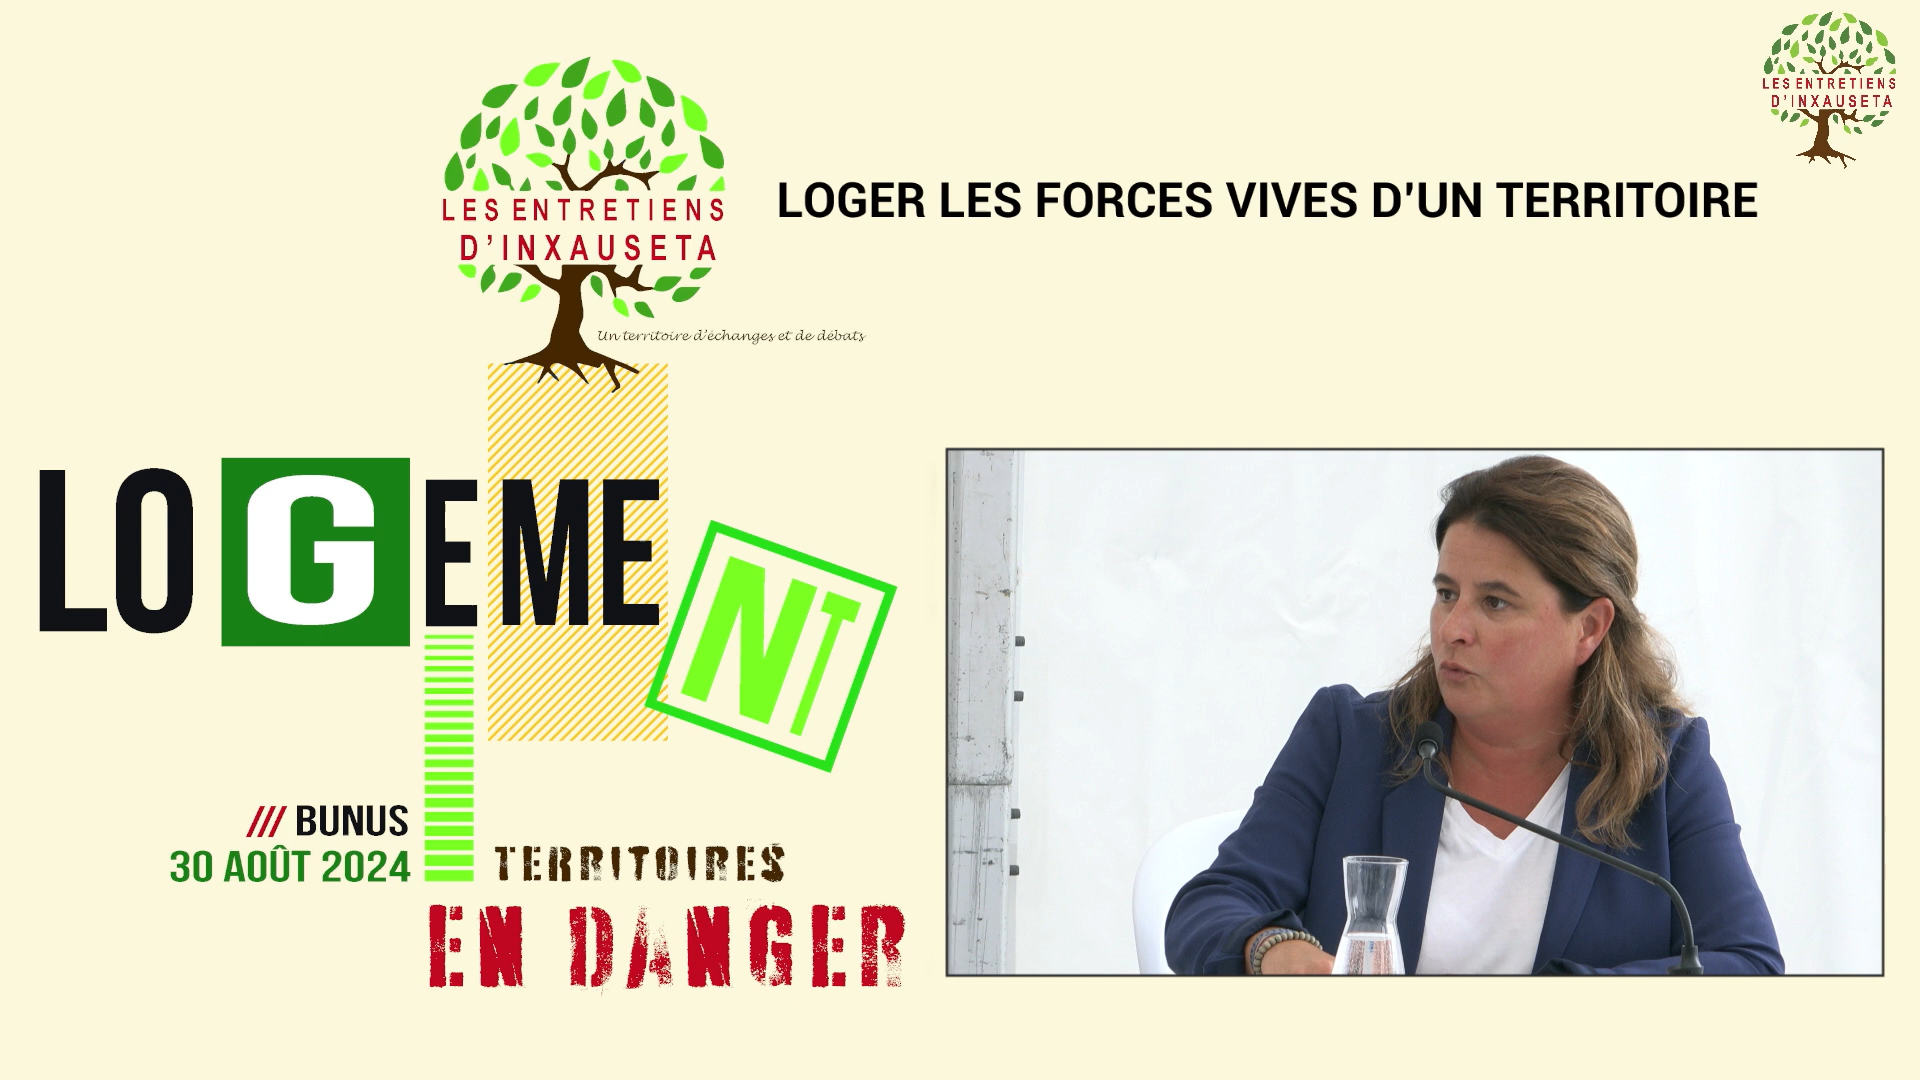 LES ENTRETIENS
D'INXAUSETA
LES ENTRETIENS
D'INXAUSETA
Un territoire d'échanges et de débats
LOGER LES FORCES VIVES D'UN TERRITOIRE
LOGEMENT
/// BUNUS
30 AOÛT 2024
TERRITOIRES
EN DANGER